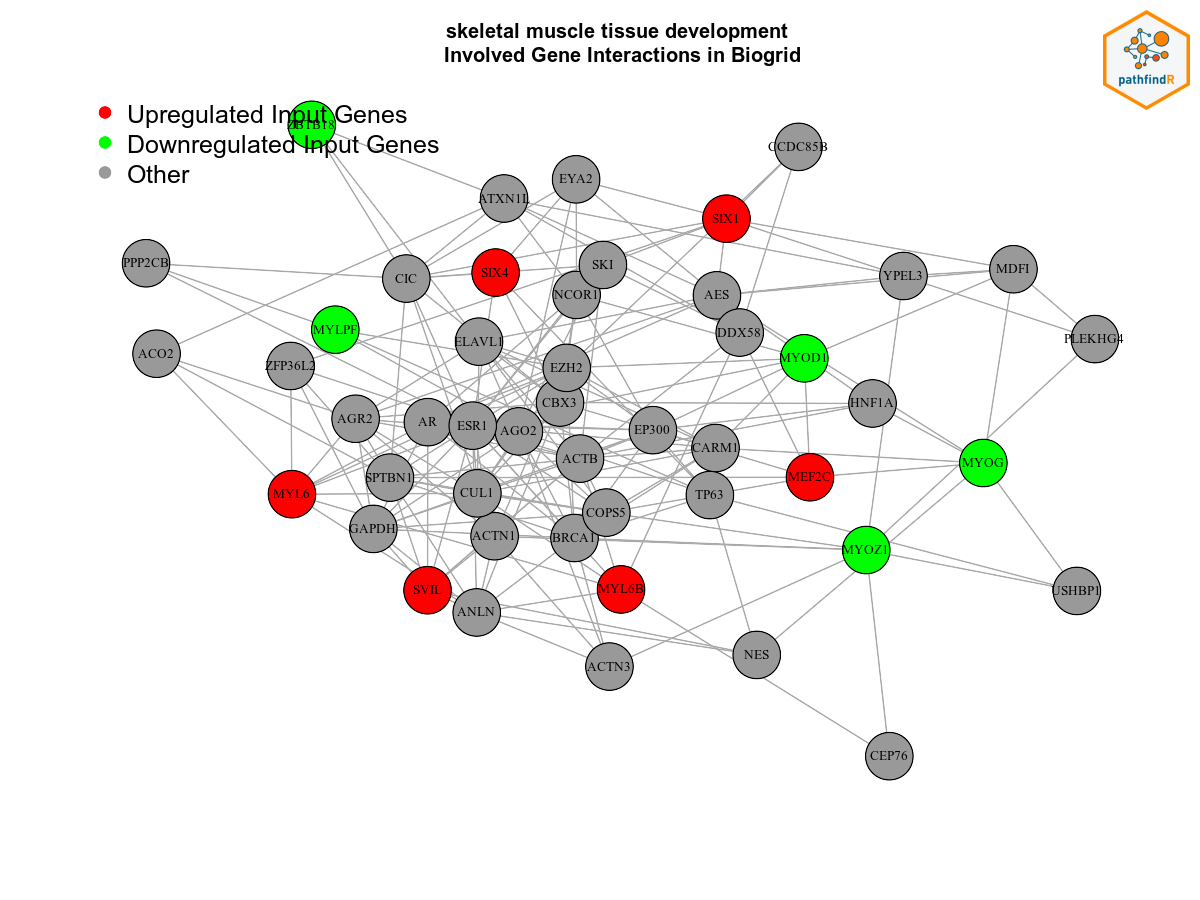 skeletal muscle tissue development
Involved Gene Interactions in Biogrid
pathfindR
Upregulated Input Genes
Downregulated Input Genes
Other
ZBTB18
CCDC85B
EYA2
ATXN1L
SIX1
PPP2CB
CIC
SIX4
SKI
NCOR1
AES
YPEL3
MDFI
MYLPF
ELAVL1
DDX58
PLEKHG4
ACO2
ZFP36L2
EZH2
MYOD1
CBX3
HNF1A
AGR2
AR
ESR1
AGO2
EP300
CARM1
ACTB
MYOG
SPTBN1
MEF2C
MYL6
CUL1
TP63
COPS5
GAPDH
ACTN1
BRCA1
MYOZ1
SVIL
MYL6B
USHBP1
ANLN
ACTN3
NES
CEP76